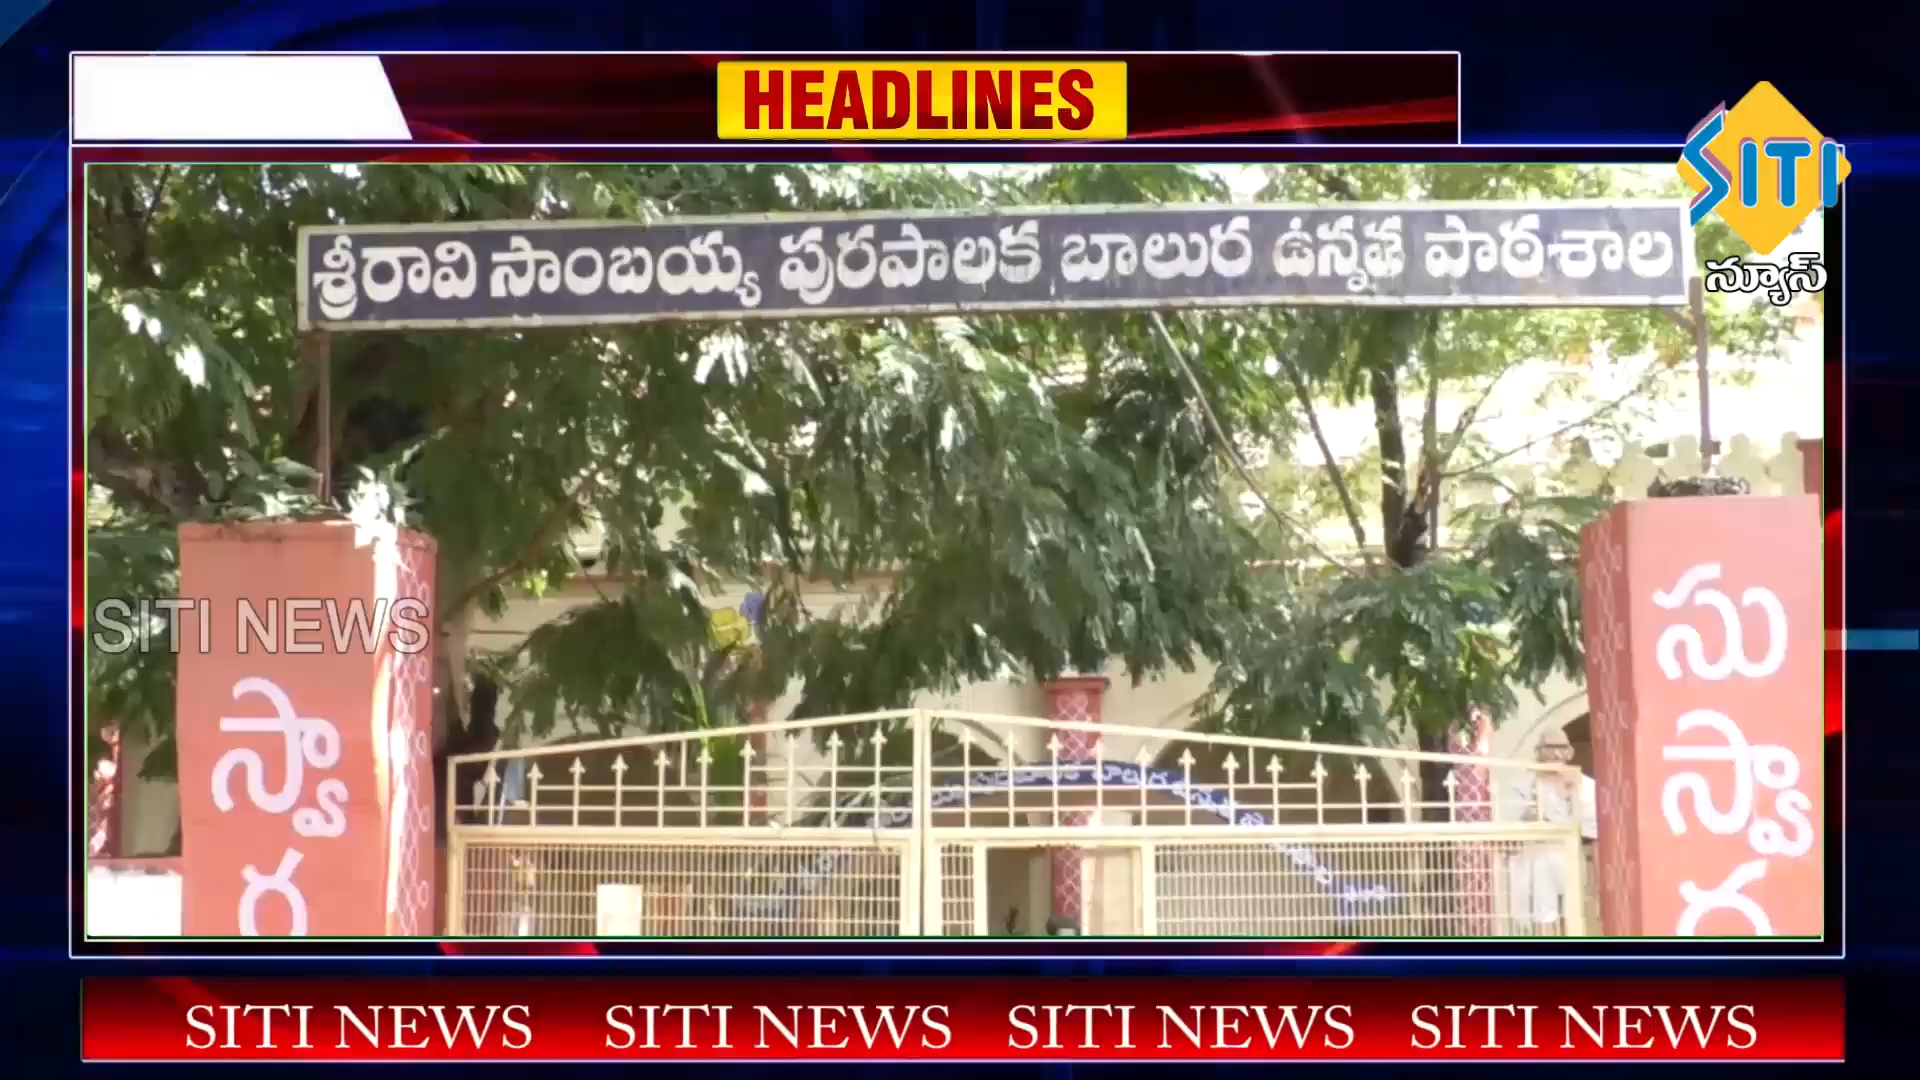 HEADLINES
SITI
న్యూస్
శ్రీరావి సాంబయ్య పురపాలక బాలుర ఉన్నత పాఠశాల
SITI NEWS
స్వా
ర
సు
స్వా
ర
SITI NEWS SITI NEWS SITI NEWS SITI NEWS